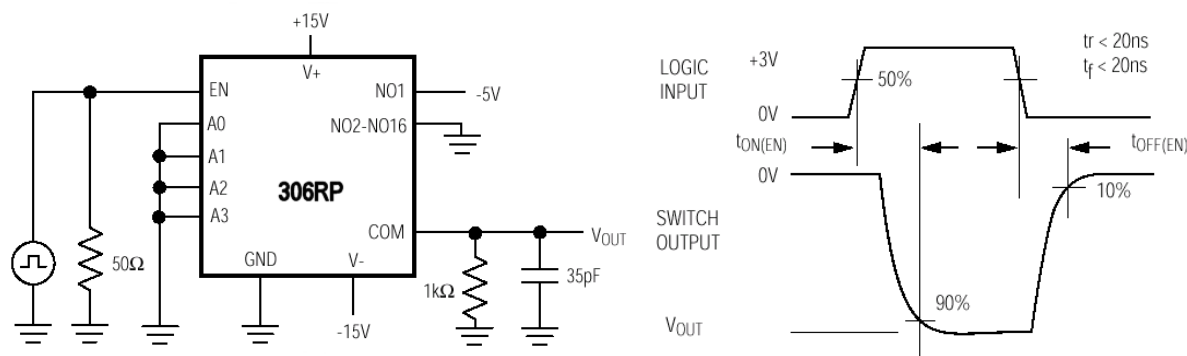 +15V
V+
EN
A0
A1
A2
A3
NO1
-5V
NO2-NO16
306RP
COM
VOUT
GND
V-
50Ω
1kΩ
35pF
-15V
LOGIC
INPUT
+3V
50%
0V
tr < 20ns
tf < 20ns
tON(EN)
tOFF(EN)
0V
10%
SWITCH
OUTPUT
90%
VOUT